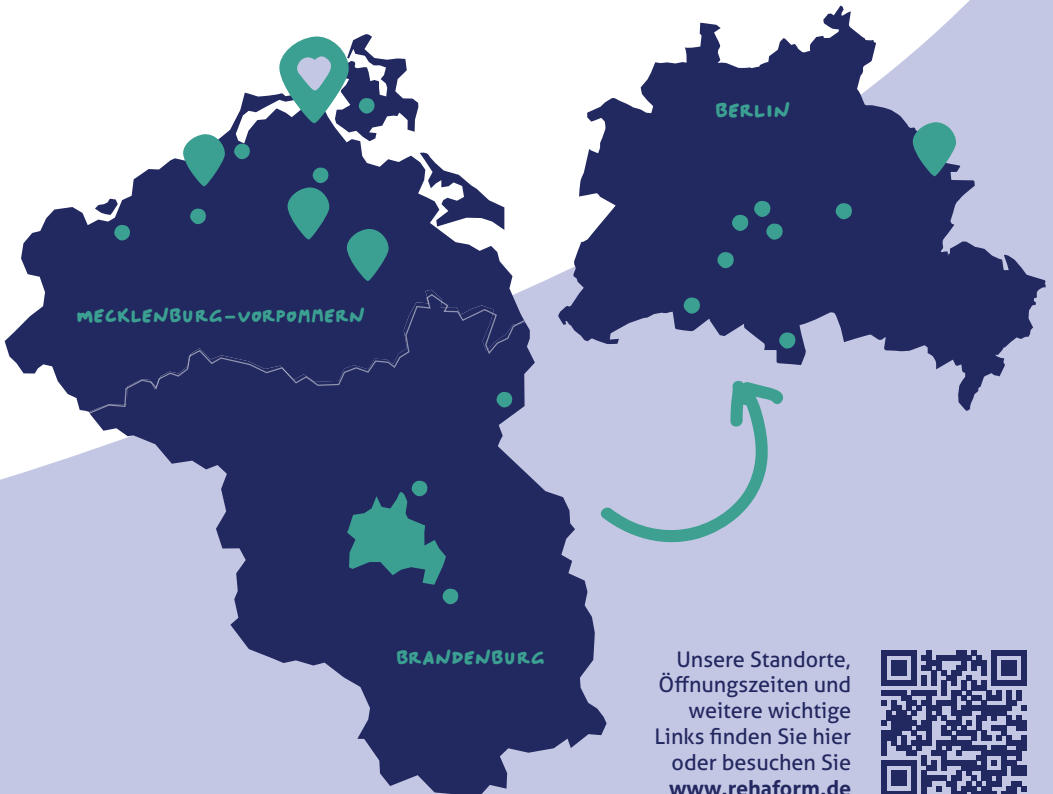 BERLIN
MECKLENBURG-VORPOMMERN
BRANDENBURG
Unsere Standorte,
Öffnungszeiten und
weitere wichtige
Links finden Sie hier
oder besuchen Sie
www.rehaform.de